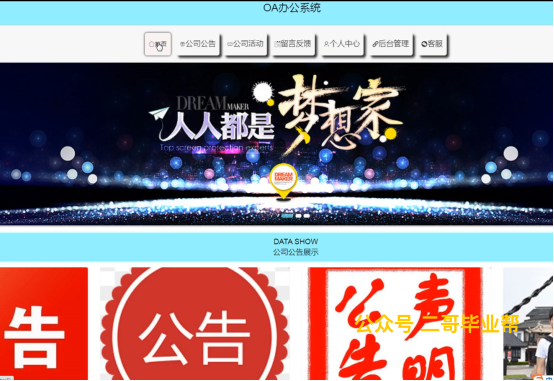 OA办公系统
首页 公司公告 公司活动 留言反馈 个人中心 后台管理 客服
DREAM MAKER
人人都是 梦想家
Top screen projection experts
DREAM MAKER
DATA SHOW
公司公告展示
告
公告
公众号 二哥毕业帮
声明
公告